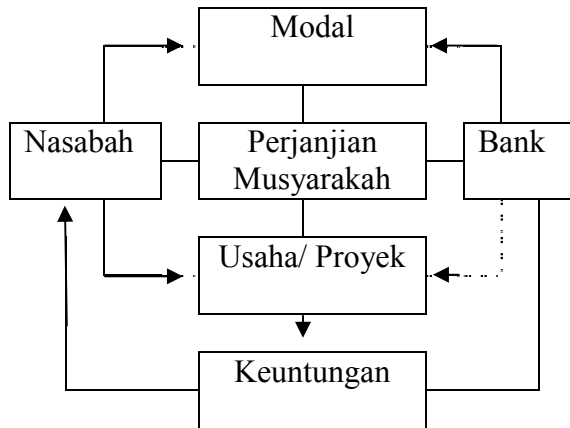 Modal
Nasabah
Perjanjian
Musyarakah
Bank
Usaha/ Proyek
Keuntungan